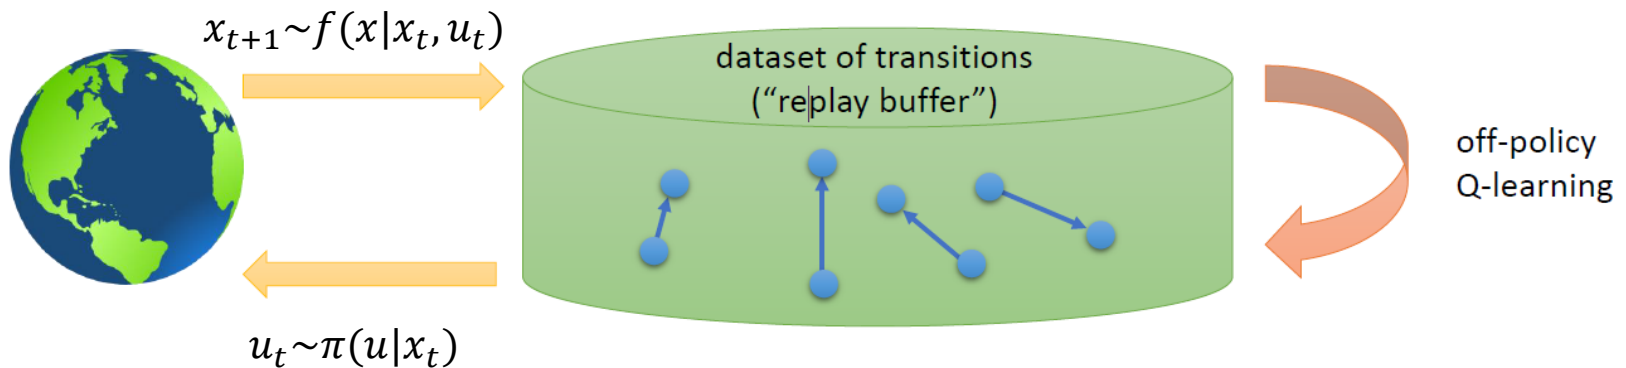 x_{t+1}~f(x|x_t, u_t)
dataset of transitions
(“replay buffer”)
off-policy
Q-learning
u_t~π(u|x_t)